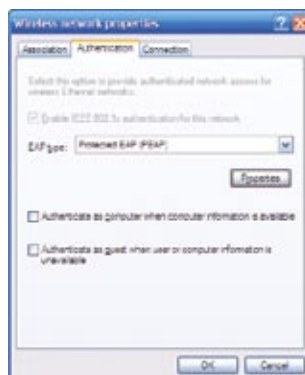 Wireless network properties
Association Authentication Connection
Select this option to provide authenticated network access for
wireless Ethernet networks.
Enable IEEE 802.1x authentication for this network
EAP type: Protected EAP (PEAP)
Properties
Authenticate as computer when computer information is available
Authenticate as guest when user or computer information is
unavailable
OK Cancel